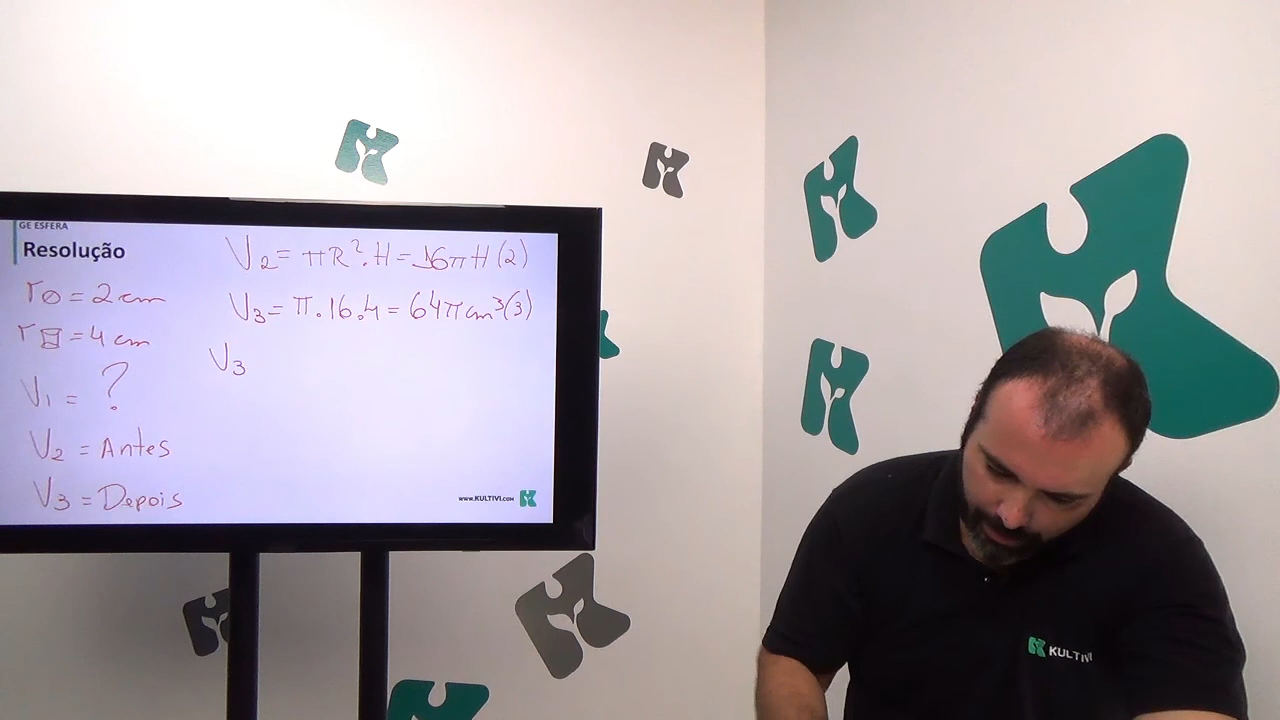 GE ESFERA
Resolução
r⌀ = 2 cm
r = 4 cm
V₁ = ?
V₂ = Antes
V₃ = Depois
V₂ = πR².H = 16πH (2)
V₃ = π.16.4 = 64π cm³ (3)
V₃
www.KULTIVI.com
KULTIVI